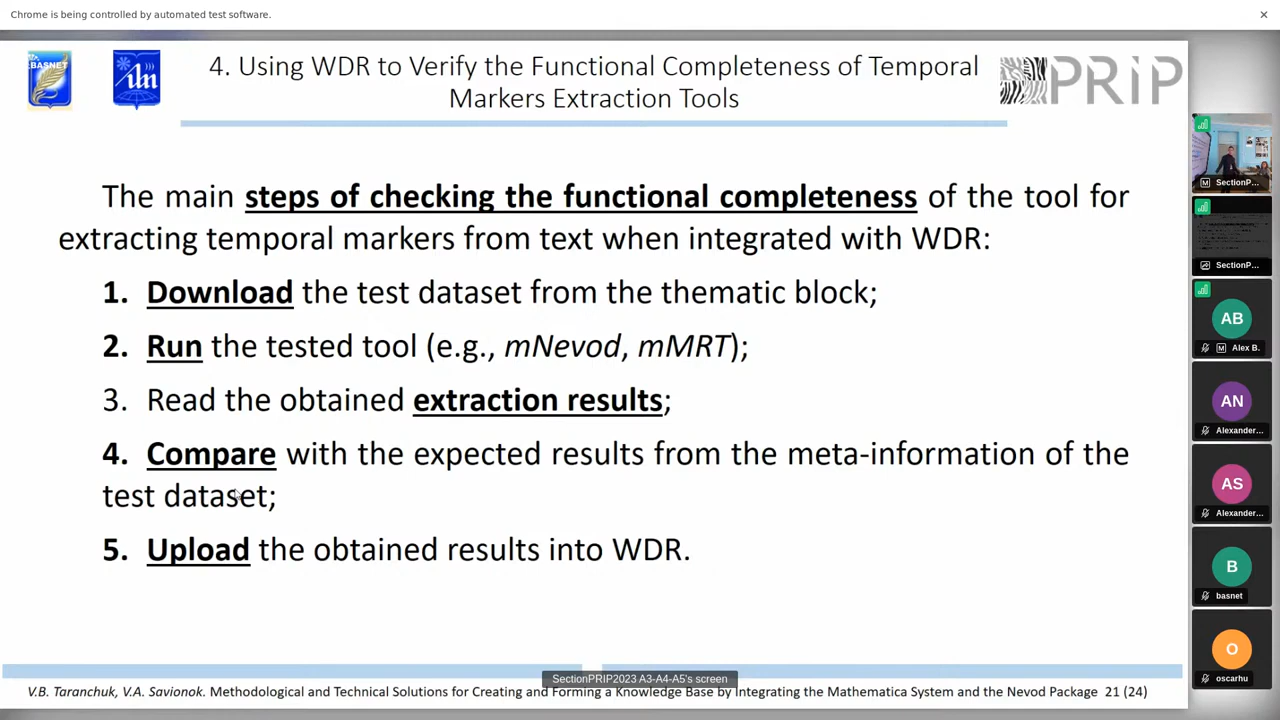 Chrome is being controlled by automated test software.
BASNET
4. Using WDR to Verify the Functional Completeness of Temporal
Markers Extraction Tools
PRiP
The main steps of checking the functional completeness of the tool for
extracting temporal markers from text when integrated with WDR:
1. Download the test dataset from the thematic block;
2. Run the tested tool (e.g., mNevod, mMRT);
3. Read the obtained extraction results;
4. Compare with the expected results from the meta-information of the
test dataset;
5. Upload the obtained results into WDR.
SectionP...
SectionP...
AB
Alex B.
AN
Alexander...
AS
Alexander...
B
basnet
O
oscarhu
SectionPRIP2023 A3-A4-A5's screen
V.B. Taranchuk, V.A. Savionok. Methodological and Technical Solutions for Creating and Forming a Knowledge Base by Integrating the Mathematica System and the Nevod Package 21 (24)